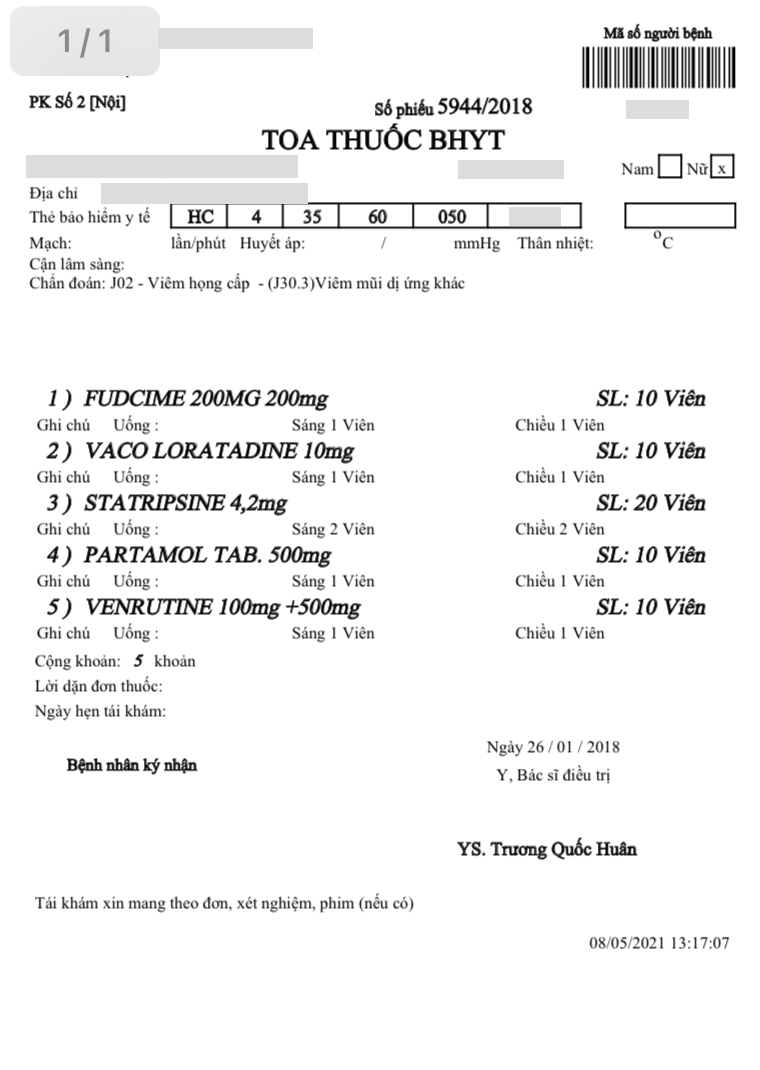 1/1
Mã số người bệnh
PK Số 2 [Nội]
Số phiếu 5944/2018
TOA THUỐC BHYT
Nam Nữ x
Địa chỉ
Thẻ bảo hiểm y tế HC 4 35 60 050
Mạch: lần/phút Huyết áp: / mmHg Thân nhiệt: °C
Cận lâm sàng:
Chẩn đoán: J02 - Viêm họng cấp - (J30.3)Viêm mũi dị ứng khác
1 ) FUDCIME 200MG 200mg SL: 10 Viên
Ghi chú Uống : Sáng 1 Viên Chiều 1 Viên
2 ) VACO LORATADINE 10mg SL: 10 Viên
Ghi chú Uống : Sáng 1 Viên Chiều 1 Viên
3 ) STATRIPSINE 4,2mg SL: 20 Viên
Ghi chú Uống : Sáng 2 Viên Chiều 2 Viên
4 ) PARTAMOL TAB. 500mg SL: 10 Viên
Ghi chú Uống : Sáng 1 Viên Chiều 1 Viên
5 ) VENRUTINE 100mg +500mg SL: 10 Viên
Ghi chú Uống : Sáng 1 Viên Chiều 1 Viên
Cộng khoản: 5 khoản
Lời dặn đơn thuốc:
Ngày hẹn tái khám:
Ngày 26 / 01 / 2018
Bệnh nhân ký nhận
Y, Bác sĩ điều trị
YS. Trương Quốc Huân
Tái khám xin mang theo đơn, xét nghiệm, phim (nếu có)
08/05/2021 13:17:07